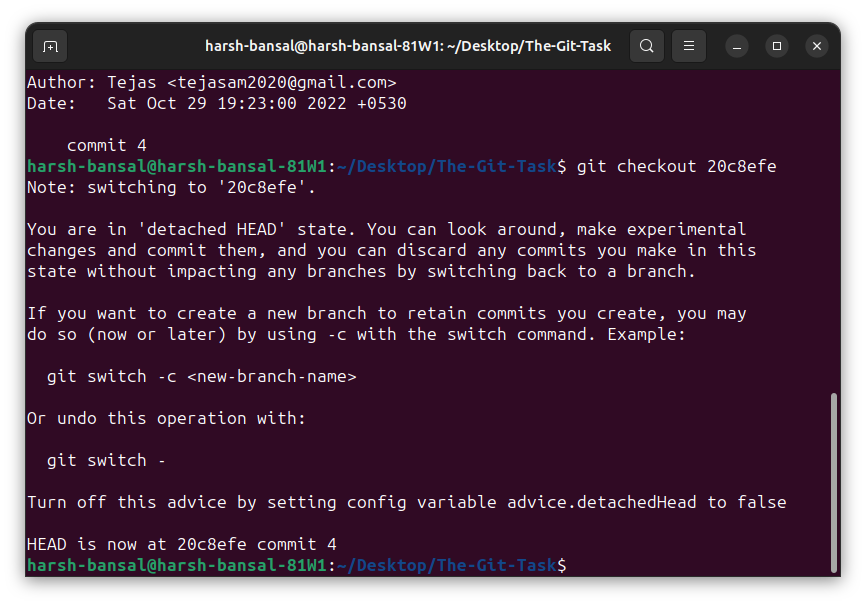 harsh-bansal@harsh-bansal-81W1: ~/Desktop/The-Git-Task
Author: Tejas <tejasam2020@gmail.com>
Date:   Sat Oct 29 19:23:00 2022 +0530
commit 4
harsh-bansal@harsh-bansal-81W1:~/Desktop/The-Git-Task$ git checkout 20c8efe
Note: switching to '20c8efe'.
You are in 'detached HEAD' state. You can look around, make experimental
changes and commit them, and you can discard any commits you make in this
state without impacting any branches by switching back to a branch.
If you want to create a new branch to retain commits you create, you may
do so (now or later) by using -c with the switch command. Example:
git switch -c <new-branch-name>
Or undo this operation with:
git switch -
Turn off this advice by setting config variable advice.detachedHead to false
HEAD is now at 20c8efe commit 4
harsh-bansal@harsh-bansal-81W1:~/Desktop/The-Git-Task$